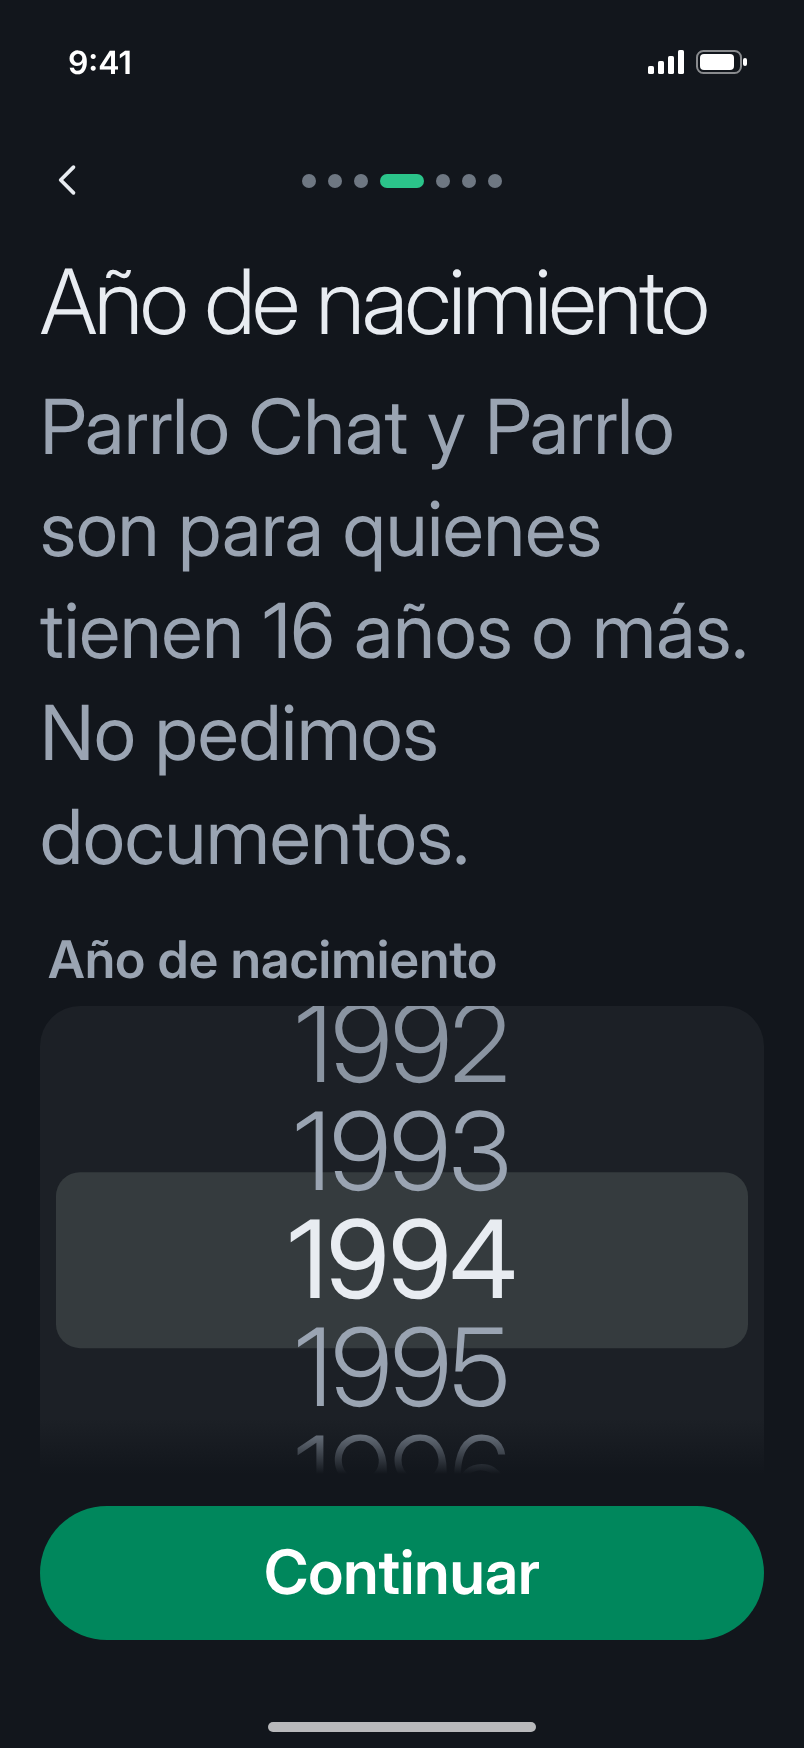 9:41
Año de nacimiento
Parrlo Chat y Parrlo
son para quienes
tienen 16 años o más.
No pedimos
documentos.
Año de nacimiento
1992
1993
1994
1995
1996
Continuar